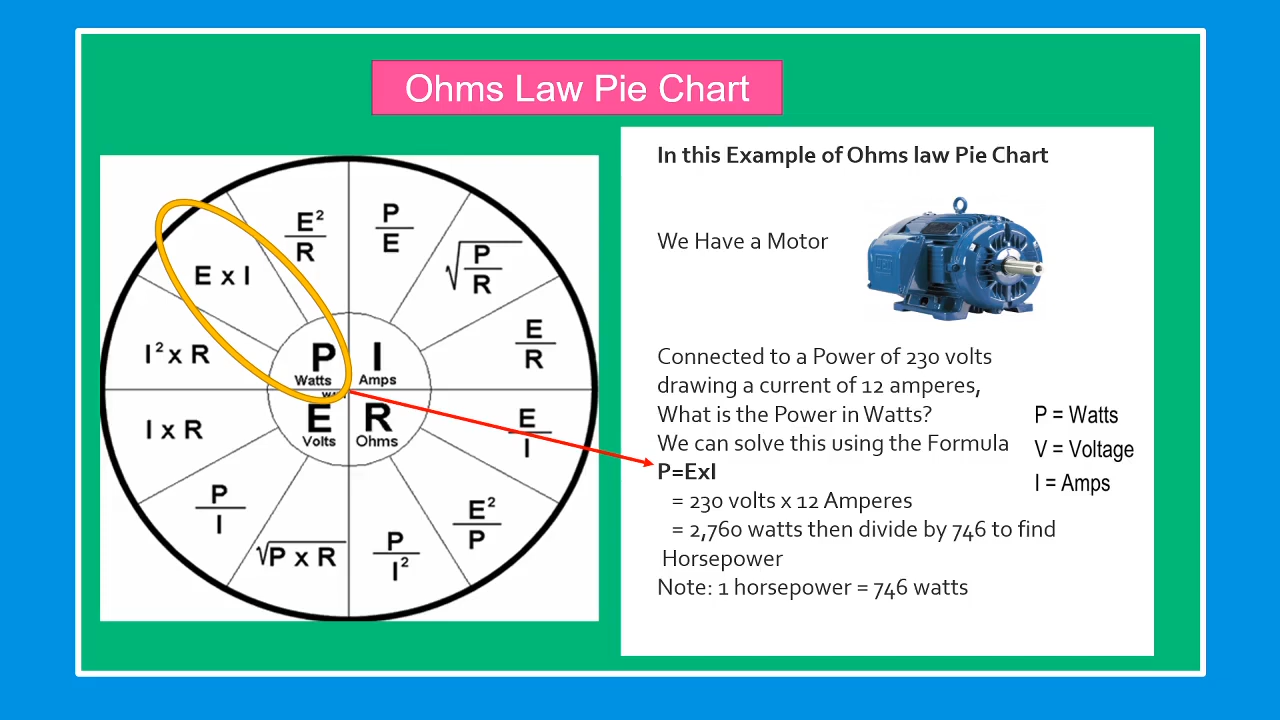 Ohms Law Pie Chart
In this Example of Ohms law Pie Chart
We Have a Motor
Connected to a Power of 230 volts
drawing a current of 12 amperes,
What is the Power in Watts?
We can solve this using the Formula
P=ExI
= 230 volts x 12 Amperes
= 2,760 watts then divide by 746 to find
Horsepower
Note: 1 horsepower = 746 watts
P = Watts
V = Voltage
I = Amps
E x I
E²
R
P
E
√P
R
E
R
E
I
E²
P
P
I²
√P x R
P
I
I x R
I² x R
P
Watts
I
Amps
E
Volts
R
Ohms